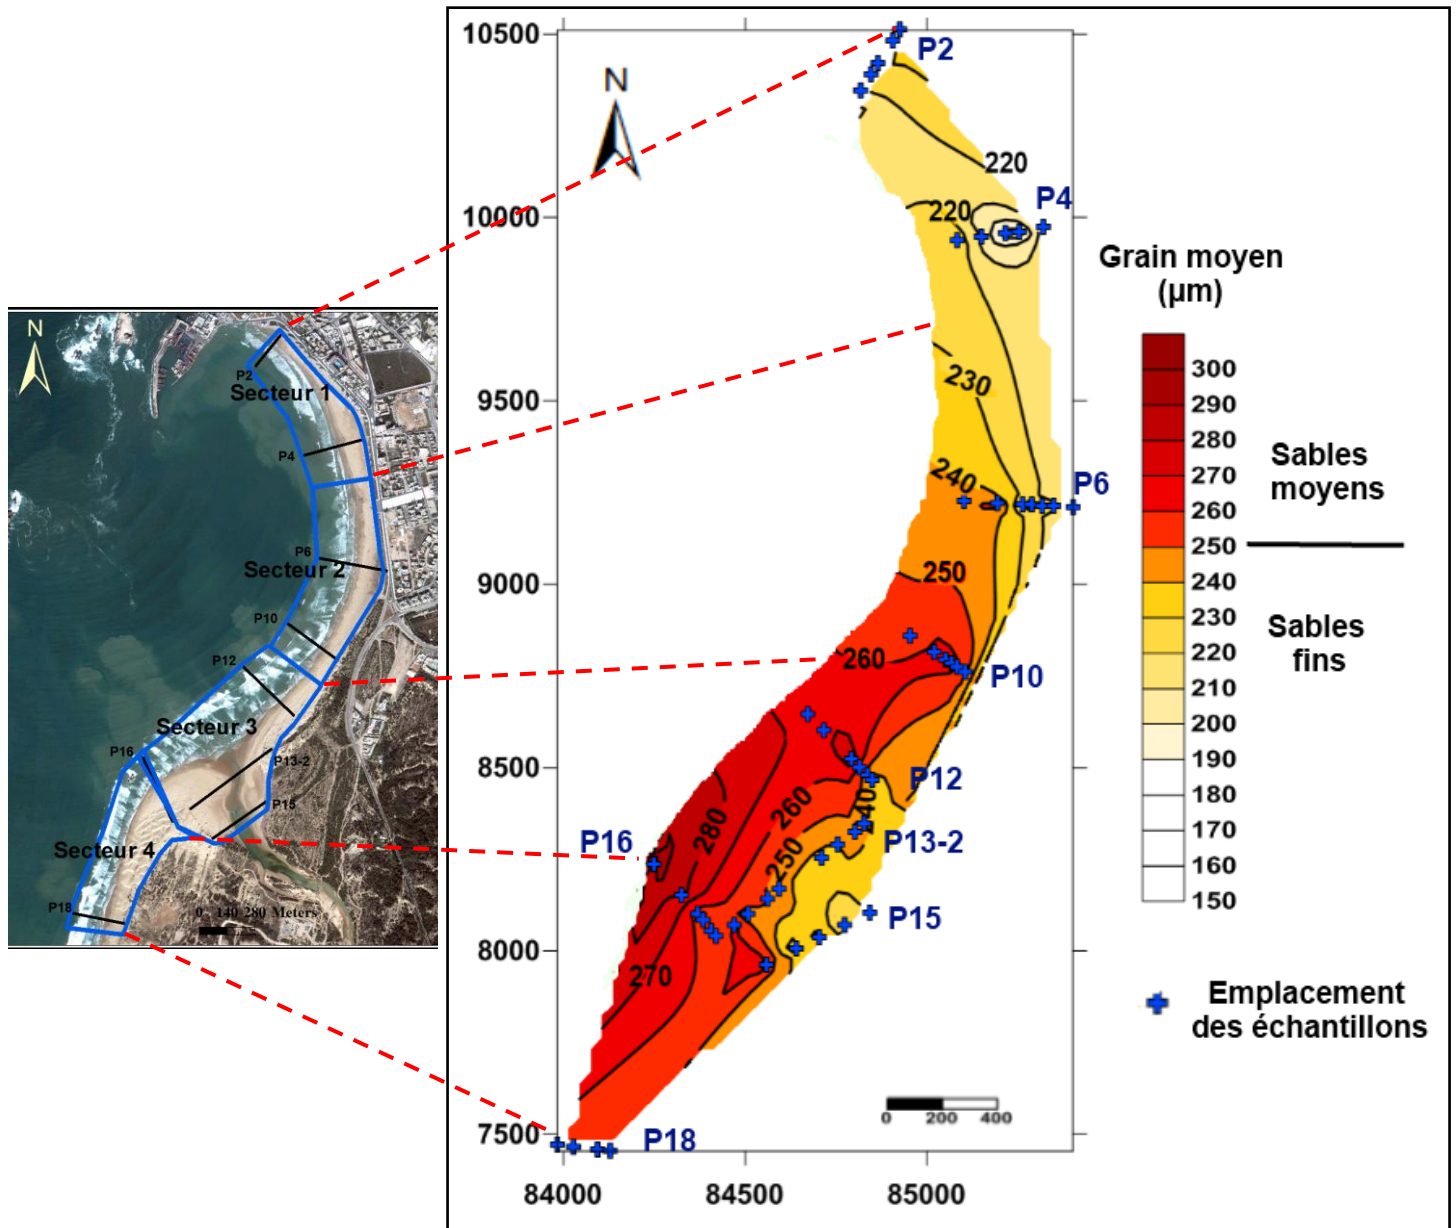 N
P2
Secteur 1
P4
P6
Secteur 2
P10
P12
Secteur 3
P16
P13-2
P15
Secteur 4
P18
0 140 280 Meters
10500
10000
9500
9000
8500
8000
7500
84000
84500
85000
N
P2
220
P4
220
230
240
P6
250
260
P10
P12
260
240
280
P16
250
P13-2
P15
270
P18
0 200 400
Grain moyen
(µm)
300
290
280
270
260
250
240
230
220
210
200
190
180
170
160
150
Sables
moyens
Sables
fins
Emplacement
des échantillons